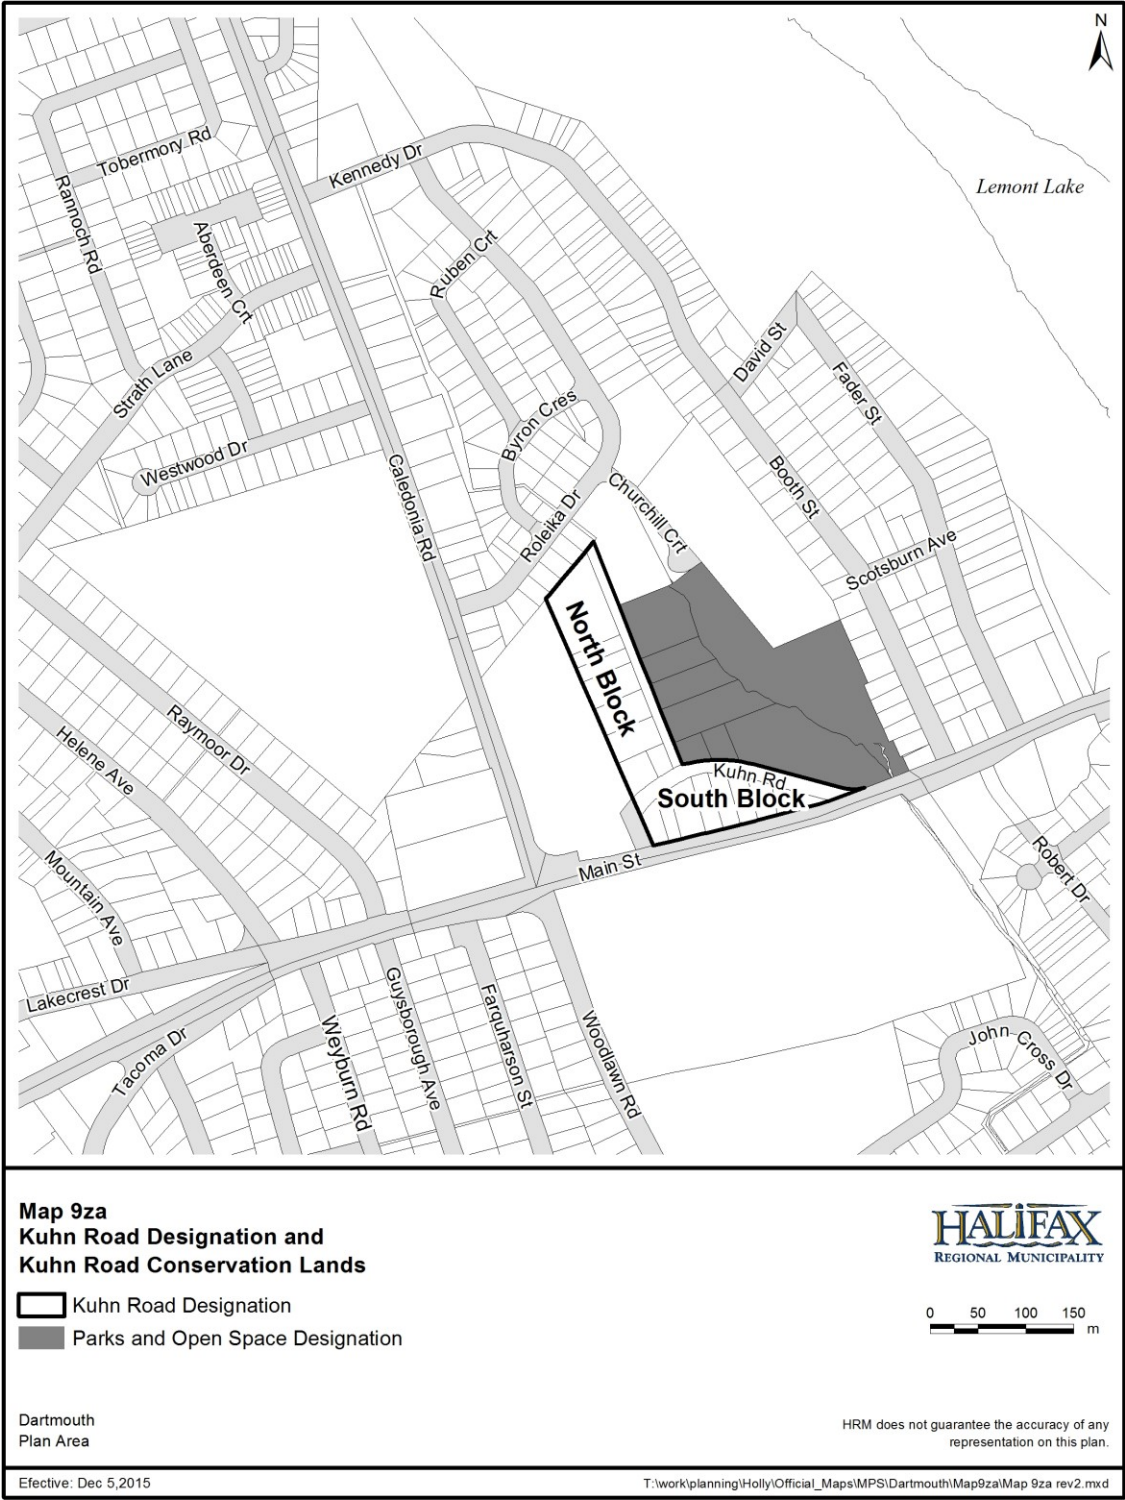 N
Lemont Lake
Tobermory Rd
Kennedy Dr
Rannoch Rd
Aberdeen Crt
Ruben Crt
Strath Lane
David St
Fader St
Byron Cres
Westwood Dr
Caledonia Rd
Booth St
Roleika Dr
Churchill Crt
Scotsburn Ave
North Block
Raymoor Dr
Helene Ave
Kuhn Rd
South Block
Main St
Mountain Ave
Robert Dr
Lakecrest Dr
Guysborough Ave
Farquharson St
Woodlawn Rd
Weyburn Rd
Tacoma Dr
John Cross Dr
Map 9za
Kuhn Road Designation and
Kuhn Road Conservation Lands
Kuhn Road Designation
Parks and Open Space Designation
HALIFAX
REGIONAL MUNICIPALITY
0 50 100 150
m
Dartmouth
Plan Area
HRM does not guarantee the accuracy of any
representation on this plan.
Efective: Dec 5,2015
T:\work\planning\Holly\Official_Maps\MPS\Dartmouth\Map9za\Map 9za rev2.mxd